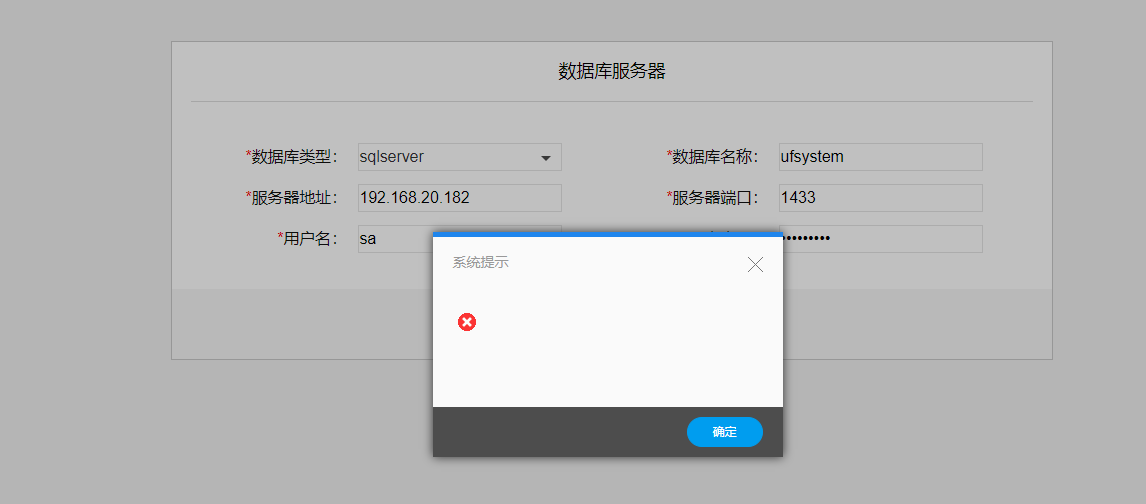 数据库服务器
*数据库类型： sqlserver
*数据库名称： ufsystem
*服务器地址： 192.168.20.182
*服务器端口： 1433
*用户名： sa
•••••••••
系统提示
确定